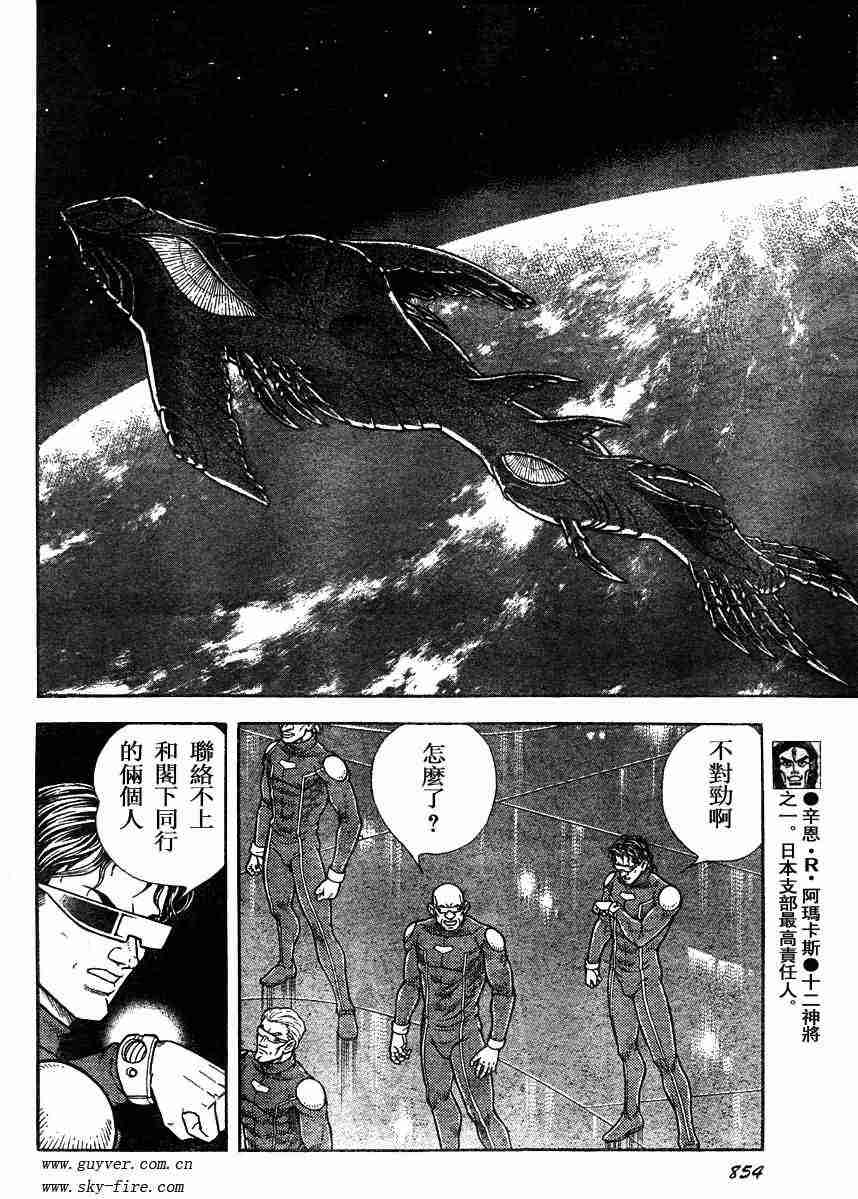 不對勁啊
怎麼了？
聯絡不上
和閣下同行
的倆個人
●辛恩・R・阿瑪卡斯●十二神將
之一。日本支部最高責任人。
854
www.guyver.com.cn
www.sky-fire.com